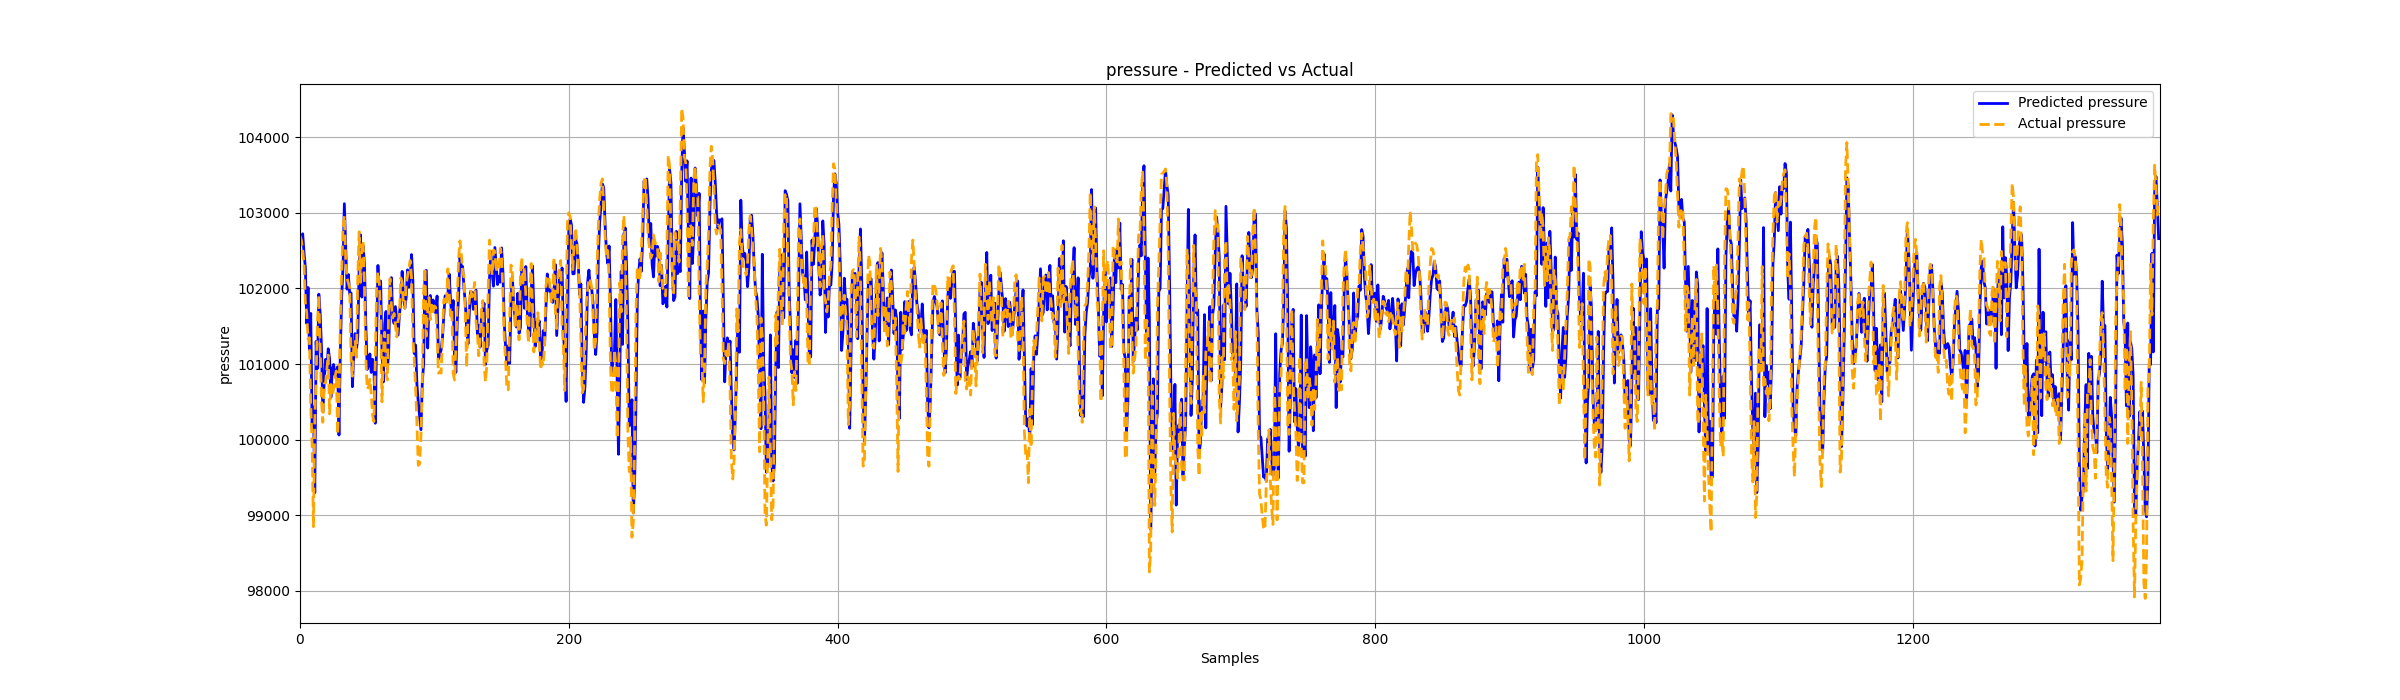 pressure - Predicted vs Actual
Predicted pressure
Actual pressure
104000
103000
102000
101000
100000
99000
98000
pressure
0
200
400
600
800
1000
1200
Samples